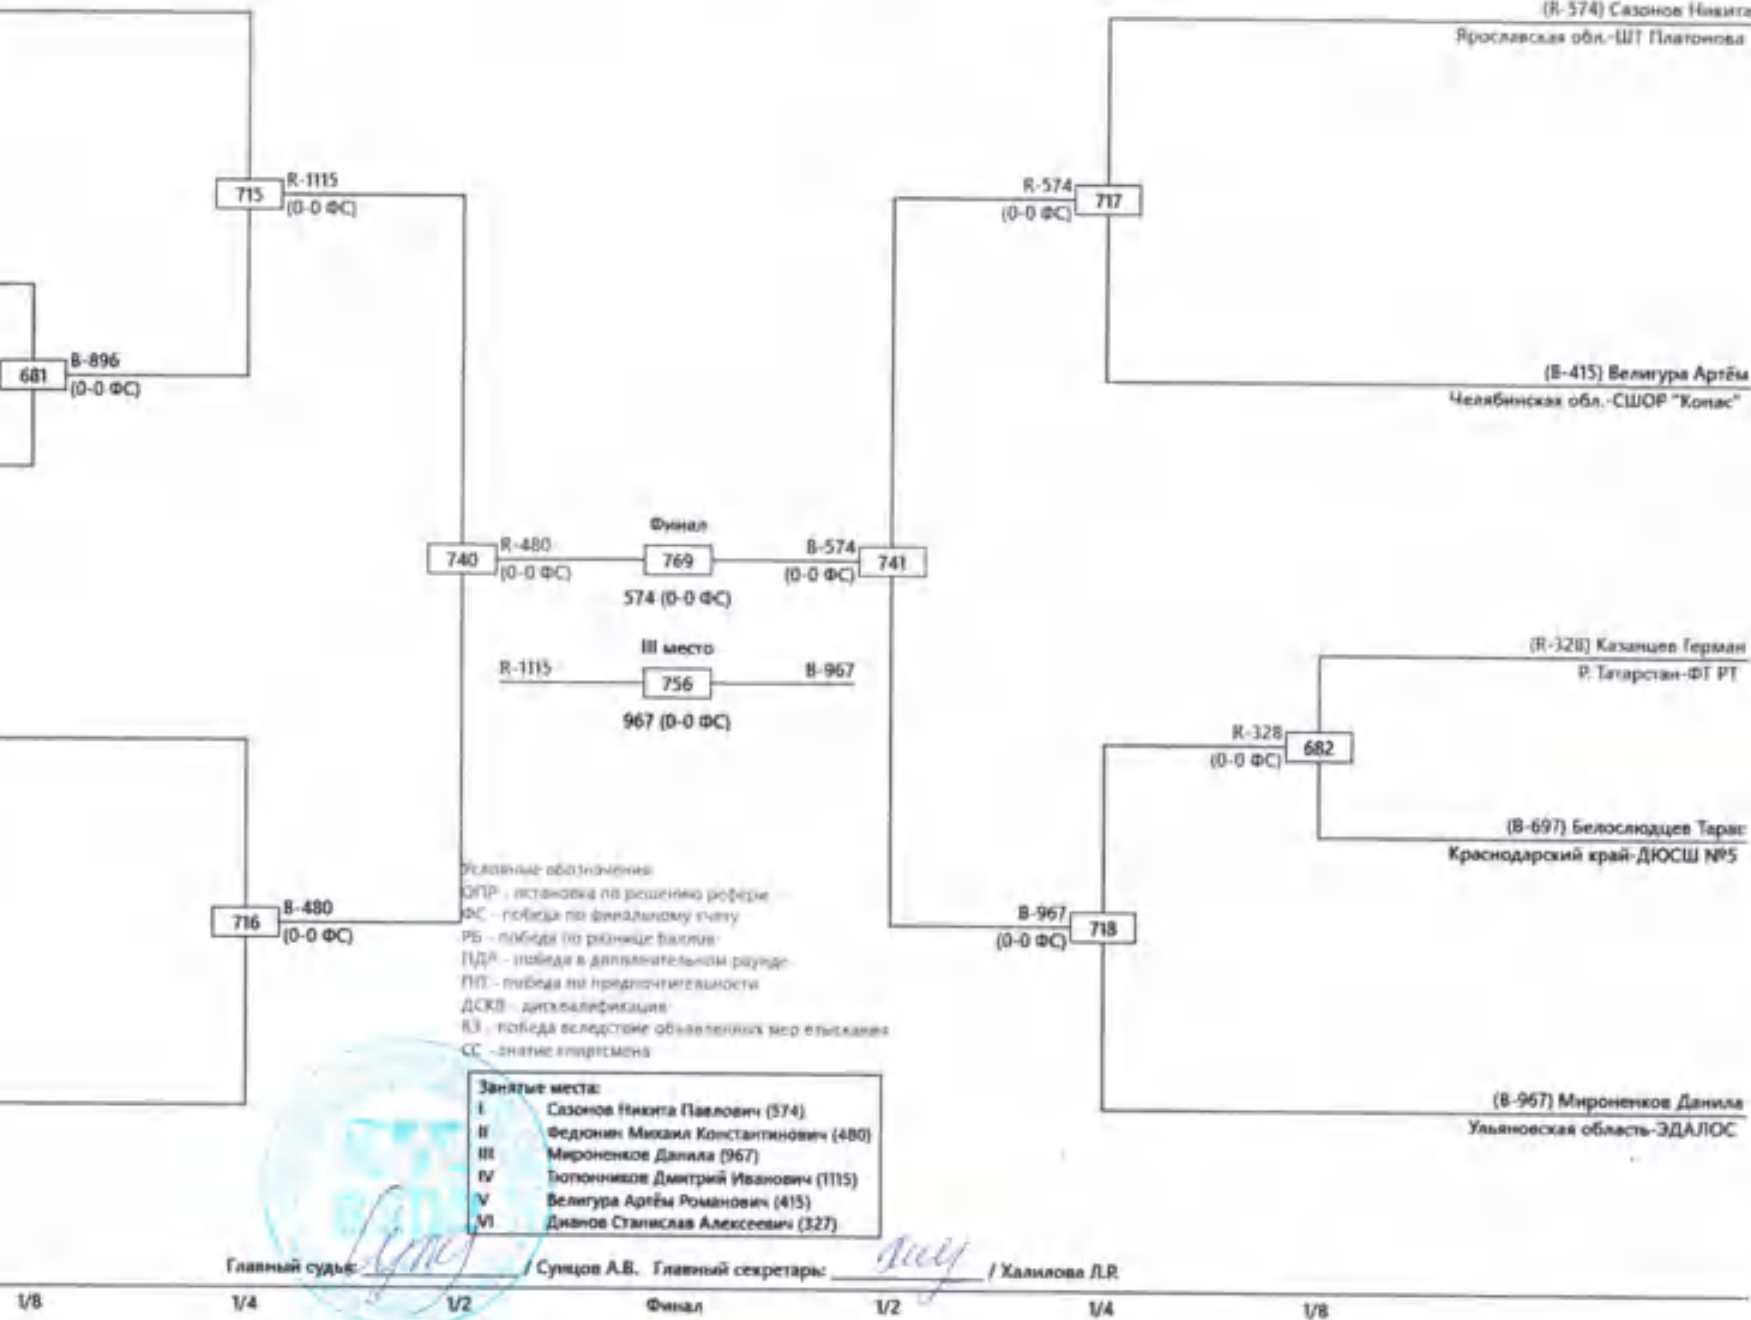 (R-574) Сазонов Никита
Ярославская обл.-ШТ Платонова
R-1115
715
(0-0 ФС)
R-574
717
(0-0 ФС)
B-896
681
(0-0 ФС)
(B-415) Велигура Артём
Челябинская обл.-СШОР "Копас"
Финал
R-480
740
(0-0 ФС)
769
B-574
741
(0-0 ФС)
574 (0-0 ФС)
III место
R-1115
756
B-967
967 (0-0 ФС)
(R-328) Казанцев Герман
Р. Татарстан-ФТ РТ
R-328
682
(0-0 ФС)
(B-697) Белослюдцев Тарас
Краснодарский край-ДЮСШ №5
B-480
716
(0-0 ФС)
B-967
718
(0-0 ФС)
Условные обозначения:
ОПР - остановка по решению рефери
ФС - победа по финальному счету
РБ - победа по разнице баллов
ПДР - победа в дополнительном раунде
ПП - победа по предпочтительности
ДСКВ - дисквалификация
ВЗ - победа вследствие объявленных мер взыскания
СС - снятие спортсмена
(B-967) Мироненков Данила
Ульяновская область-ЭДАЛОС
Занятые места:
I Сазонов Никита Павлович (574)
II Федюнин Михаил Константинович (480)
III Мироненков Данила (967)
IV Тюпонников Дмитрий Иванович (1115)
V Велигура Артём Романович (415)
VI Дианов Станислав Алексеевич (327)
Главный судья: / Сунцов А.В. Главный секретарь: / Халилова Л.Р.
1/8 1/4 1/2 Финал 1/2 1/4 1/8